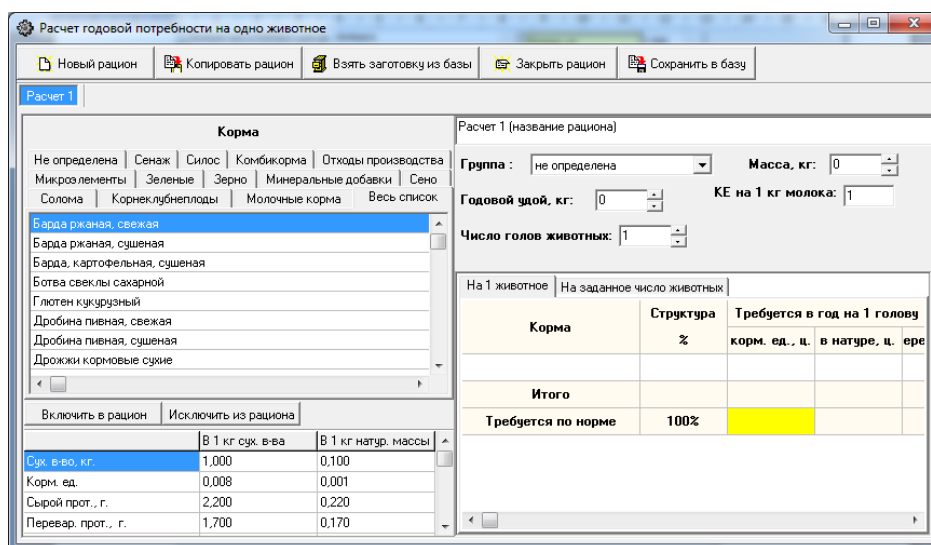 Расчет годовой потребности на одно животное
Новый рацион Копировать рацион Взять заготовку из базы Закрыть рацион Сохранить в базу
Расчет 1
Корма
Не определена Сенаж Силос Комбикорма Отходы производства
Микроэлементы Зеленые Зерно Минеральные добавки Сено
Солома Корнеклубнеплоды Молочные корма Весь список
Барда ржаная, свежая
Барда ржаная, сушеная
Барда, картофельная, сушеная
Ботва свеклы сахарной
Глютен кукурузный
Дробина пивная, свежая
Дробина пивная, сушеная
Дрожжи кормовые сухие
Включить в рацион Исключить из рациона
В 1 кг сух. в-ва В 1 кг натур. массы
Сух. в-во, кг. 1,000 0,100
Корм. ед. 0,008 0,001
Сырой прот., г. 2,200 0,220
Перевар. прот., г. 1,700 0,170
Расчет 1 (название рациона)
Группа : не определена Масса, кг: 0
Годовой удой, кг: 0 КЕ на 1 кг молока: 1
Число голов животных: 1
На 1 животное На заданное число животных
Корма Структура % Требуется в год на 1 голову
корм. ед., ц. в натуре, ц. ере
Итого
Требуется по норме 100%